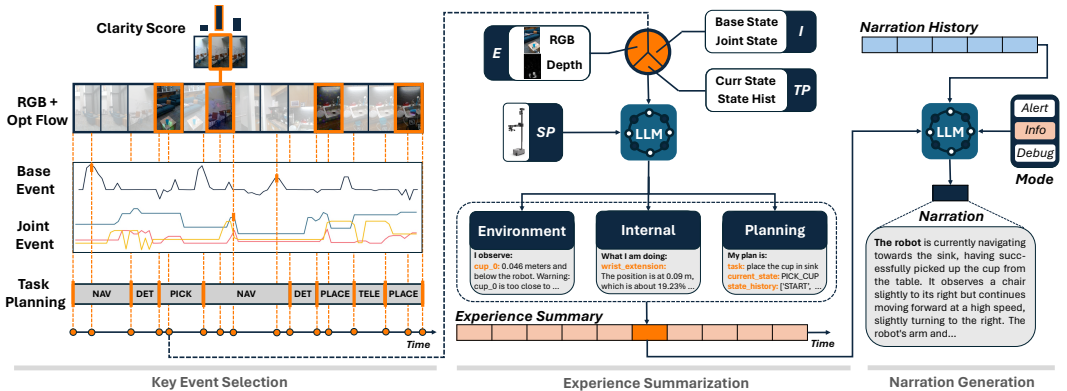 Clarity Score
RGB +
Opt Flow
Base
Event
Joint
Event
Task
Planning
NAV
DET
PICK
NAV
DET
PLACE
TELE
PLACE
Time
Key Event Selection
E
RGB
Depth
Base State
Joint State
I
Curr State
State Hist
TP
SP
LLM
Environment
I observe:
cup_0: 0.046 meters and
below the robot. Warning:
cup_0 is too close to ...
Internal
What I am doing:
wrist_extension:
The position is at 0.09 m,
which is about 19.23% ...
Planning
My plan is:
task: place the cup in sink
current_state: PICK_CUP
state_history: ['START', ...
Experience Summary
Time
Experience Summarization
Narration History
LLM
Alert
Info
Debug
Mode
Narration
The robot is currently navigating
towards the sink, having succ-
essfully picked up the cup from
the table. It observes a chair
slightly to its right but continues
moving forward at a high speed,
slightly turning to the right. The
robot's arm and...
Narration Generation